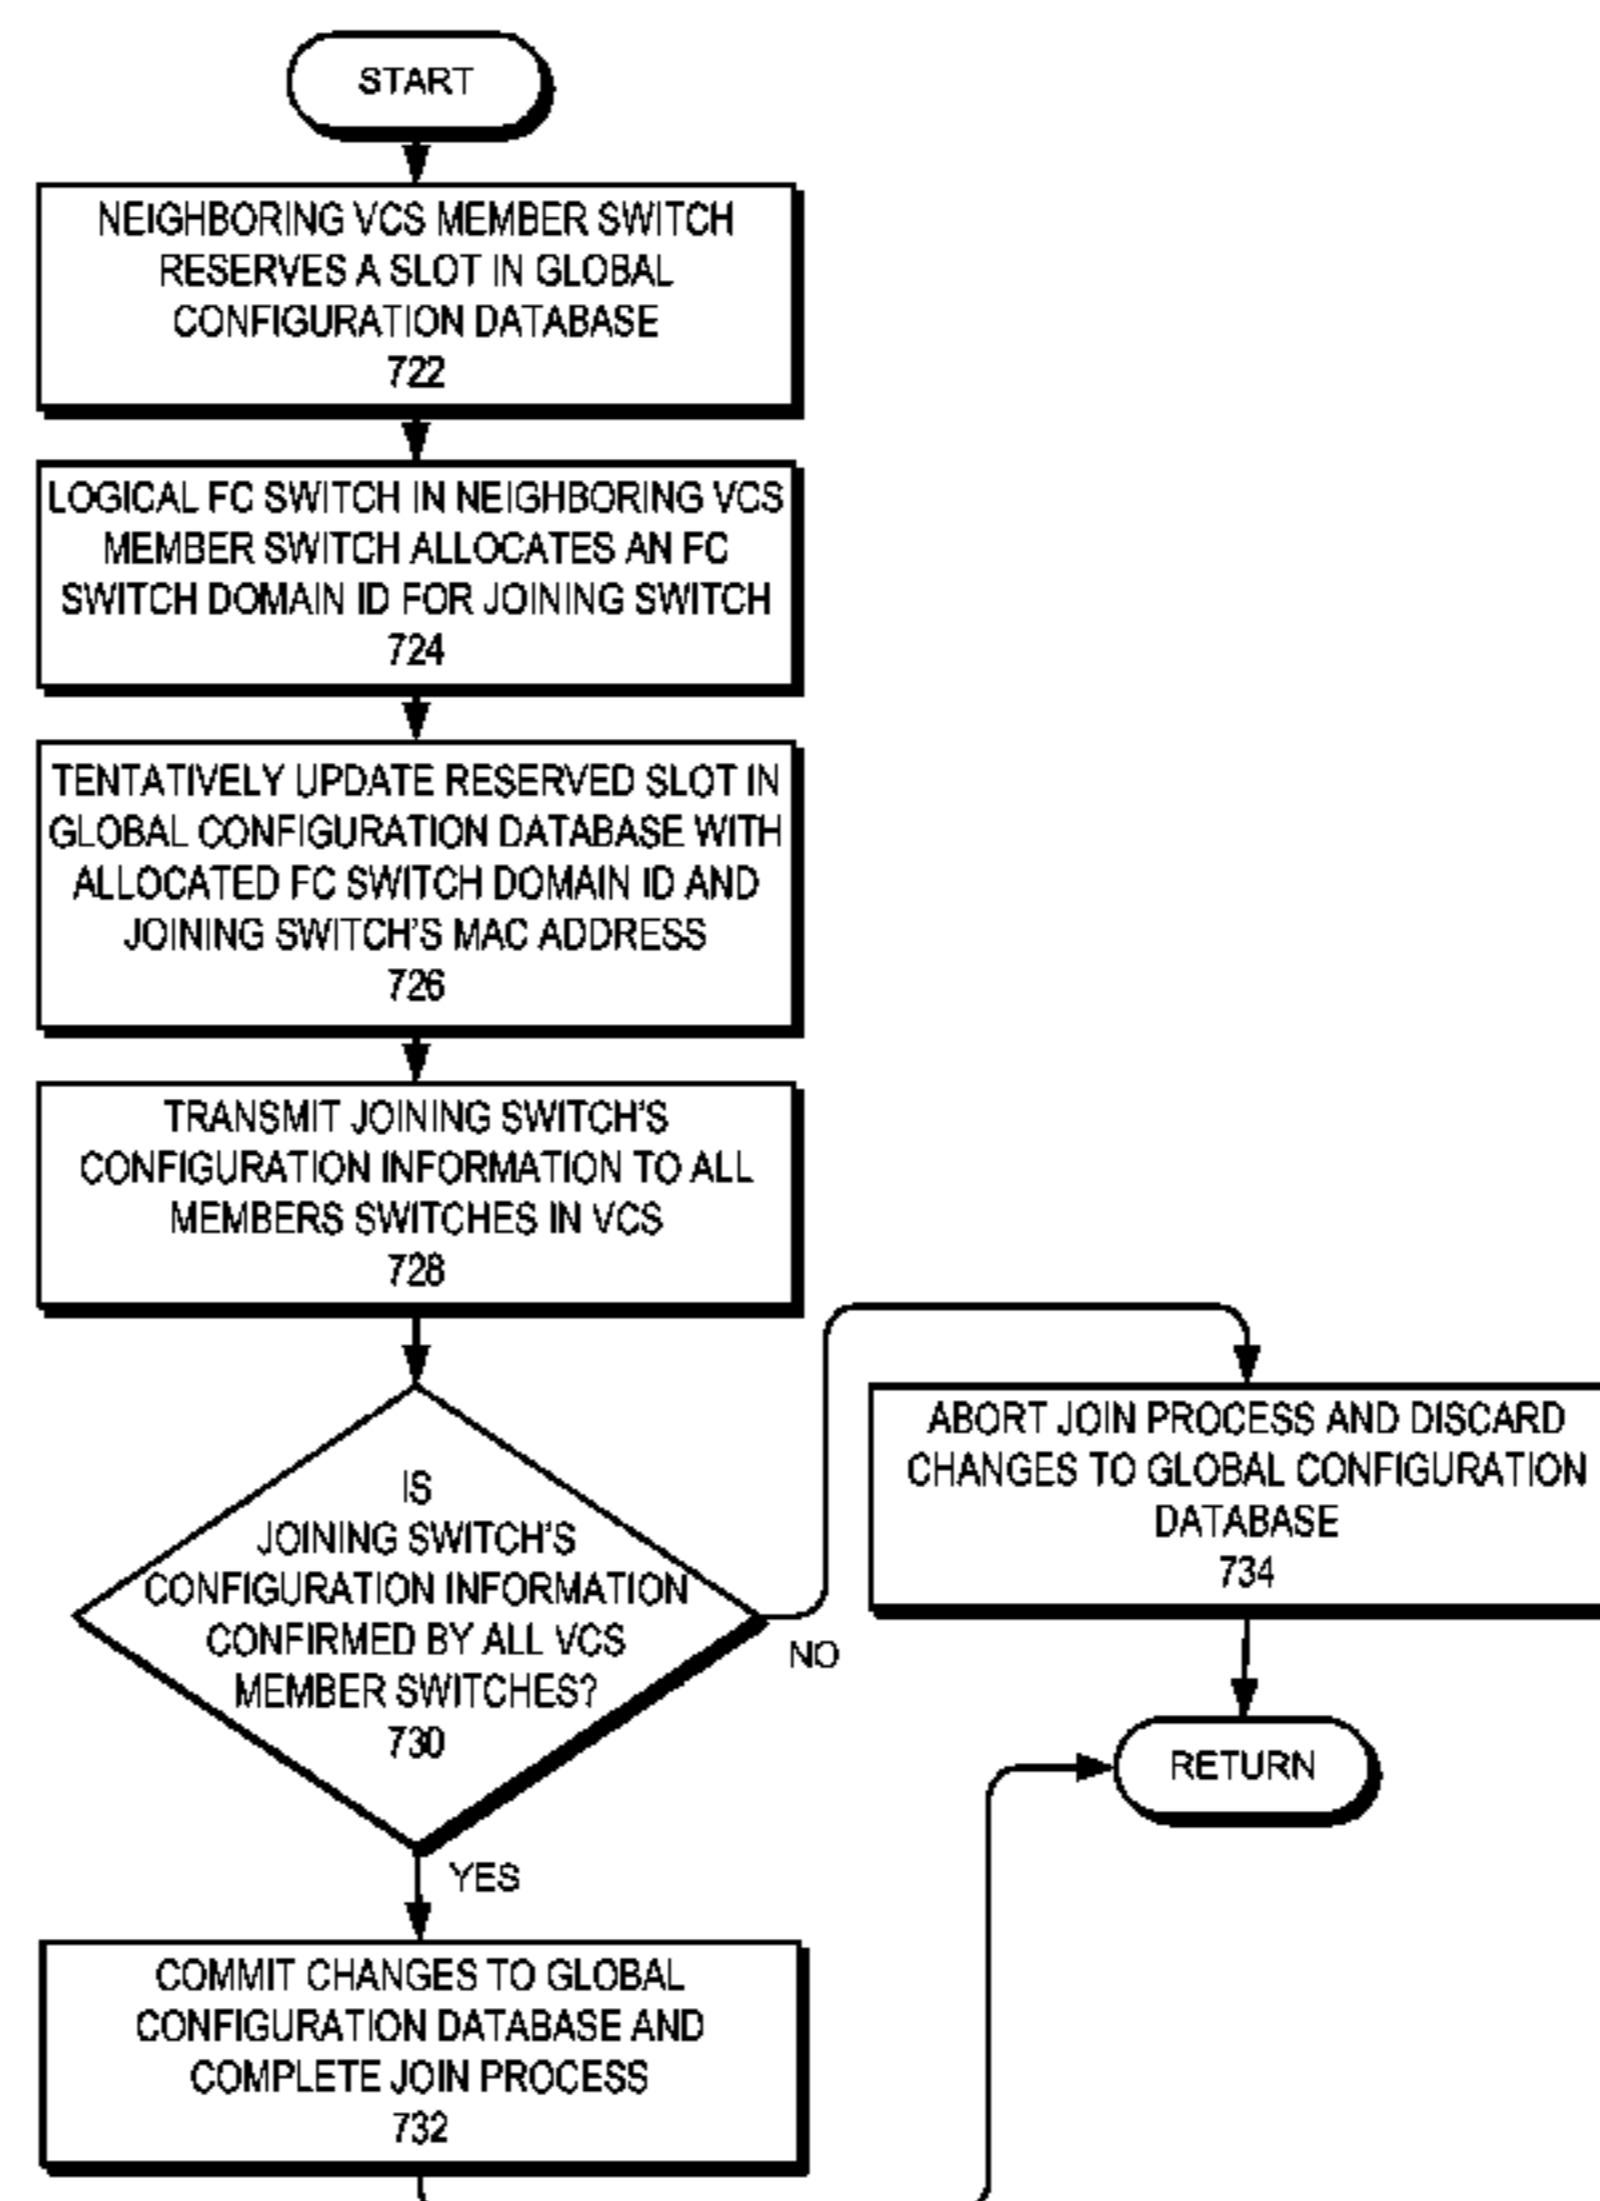 START
NEIGHBORING VCS MEMBER SWITCH
RESERVES A SLOT IN GLOBAL
CONFIGURATION DATABASE
722
LOGICAL FC SWITCH IN NEIGHBORING VCS
MEMBER SWITCH ALLOCATES AN FC
SWITCH DOMAIN ID FOR JOINING SWITCH
724
TENTATIVELY UPDATE RESERVED SLOT IN
GLOBAL CONFIGURATION DATABASE WITH
ALLOCATED FC SWITCH DOMAIN ID AND
JOINING SWITCH'S MAC ADDRESS
726
TRANSMIT JOINING SWITCH'S
CONFIGURATION INFORMATION TO ALL
MEMBERS SWITCHES IN VCS
728
IS
JOINING SWITCH'S
CONFIGURATION INFORMATION
CONFIRMED BY ALL VCS
MEMBER SWITCHES?
730
NO
ABORT JOIN PROCESS AND DISCARD
CHANGES TO GLOBAL CONFIGURATION
DATABASE
734
RETURN
YES
COMMIT CHANGES TO GLOBAL
CONFIGURATION DATABASE AND
COMPLETE JOIN PROCESS
732